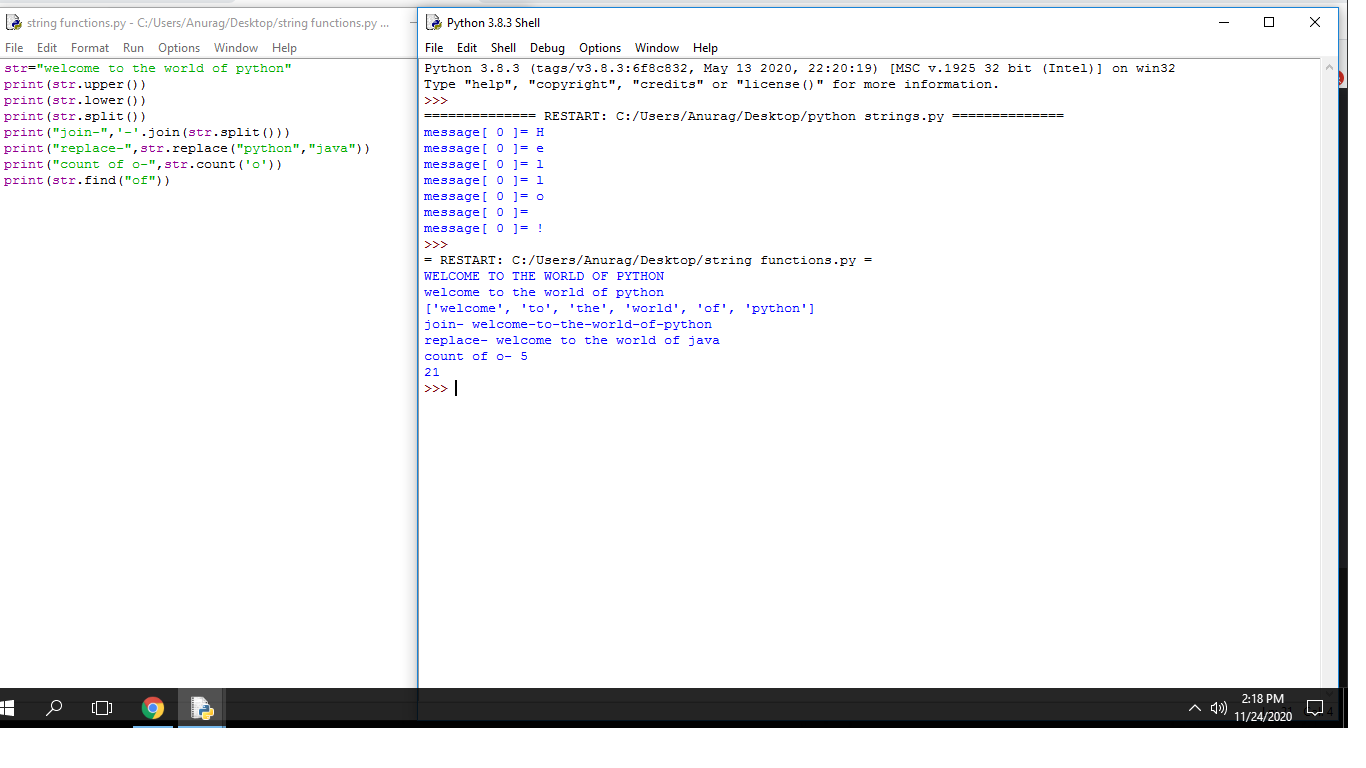 string functions.py - C:/Users/Anurag/Desktop/string functions.py ...
File Edit Format Run Options Window Help
str="welcome to the world of python"
print(str.upper())
print(str.lower())
print(str.split())
print("join-",'-'.join(str.split()))
print("replace-",str.replace("python","java"))
print("count of o-",str.count('o'))
print(str.find("of"))
Python 3.8.3 Shell
File Edit Shell Debug Options Window Help
Python 3.8.3 (tags/v3.8.3:6f8c832, May 13 2020, 22:20:19) [MSC v.1925 32 bit (Intel)] on win32
Type "help", "copyright", "credits" or "license()" for more information.
>>>
============== RESTART: C:/Users/Anurag/Desktop/python strings.py ==============
message[ 0 ]= H
message[ 0 ]= e
message[ 0 ]= l
message[ 0 ]= l
message[ 0 ]= o
message[ 0 ]=
message[ 0 ]= !
>>>
= RESTART: C:/Users/Anurag/Desktop/string functions.py =
WELCOME TO THE WORLD OF PYTHON
welcome to the world of python
['welcome', 'to', 'the', 'world', 'of', 'python']
join- welcome-to-the-world-of-python
replace- welcome to the world of java
count of o- 5
21
>>>
2:18 PM
11/24/2020